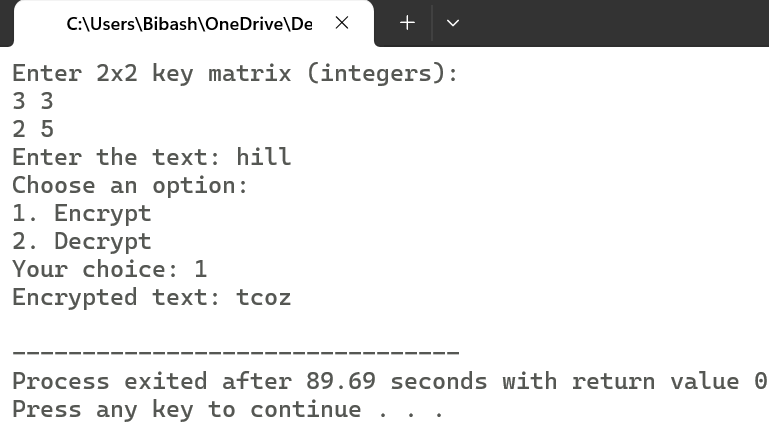 C:\Users\Bibash\OneDrive\De
Enter 2x2 key matrix (integers):
3 3
2 5
Enter the text: hill
Choose an option:
1. Encrypt
2. Decrypt
Your choice: 1
Encrypted text: tcoz
--------------------------------
Process exited after 89.69 seconds with return value 0
Press any key to continue . . .